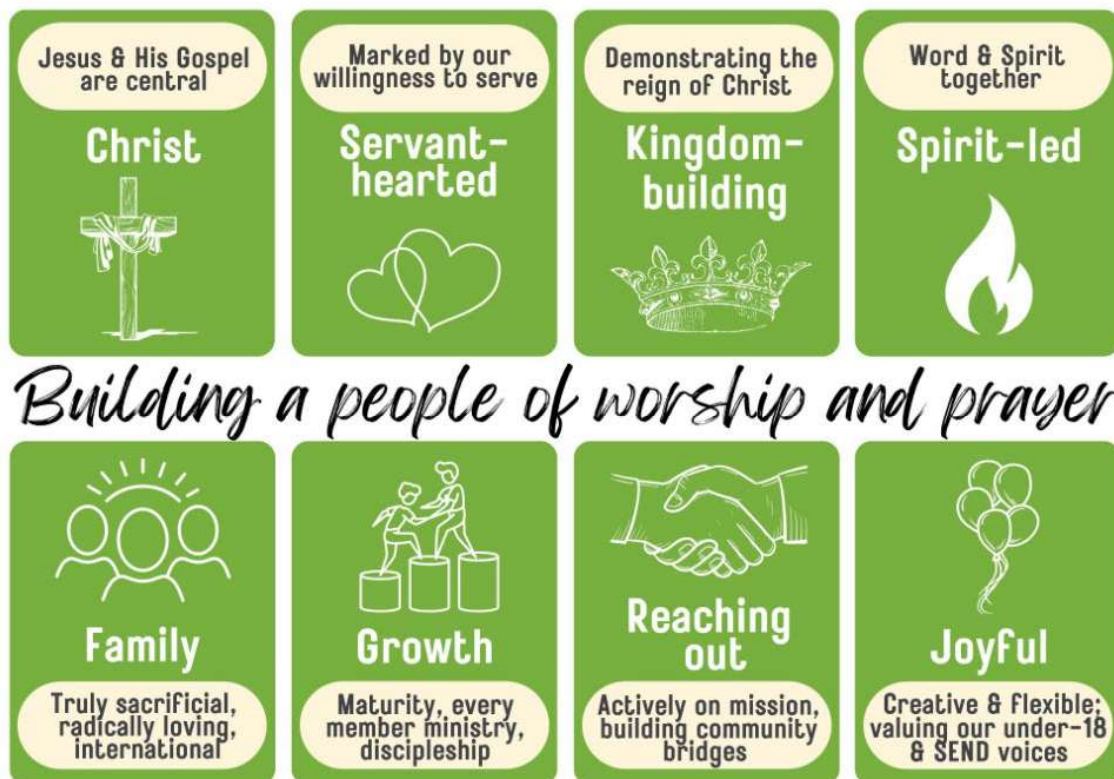 Jesus & His Gospel
are central
Christ
Marked by our
willingness to serve
Servant-
hearted
Demonstrating the
reign of Christ
Kingdom-
building
Word & Spirit
together
Spirit-led
Building a people of worship and prayer
Family
Truly sacrificial,
radically loving,
international
Growth
Maturity, every
member ministry,
discipleship
Reaching
out
Actively on mission,
building community
bridges
Joyful
Creative & flexible;
valuing our under-18
& SEND voices